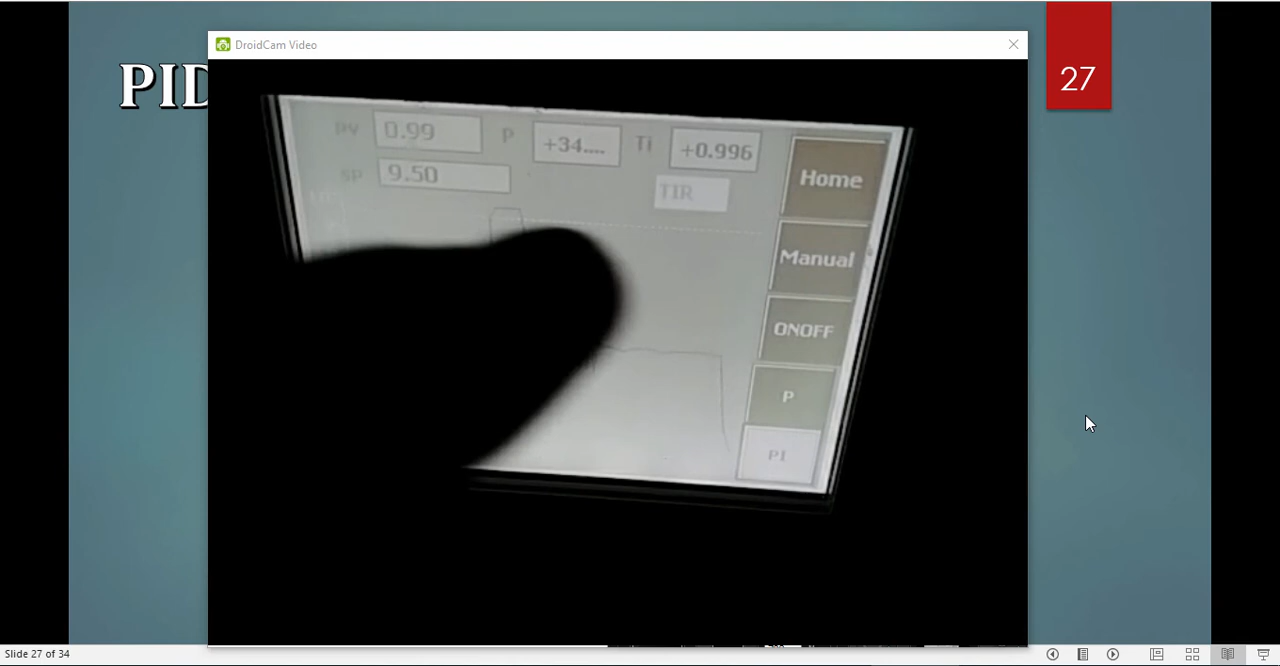 DroidCam Video
27
PID
PV 0.99 P +34.... Ti +0.996
SP 9.50
TIR
Home
Manual
ONOFF
P
PI
Slide 27 of 34